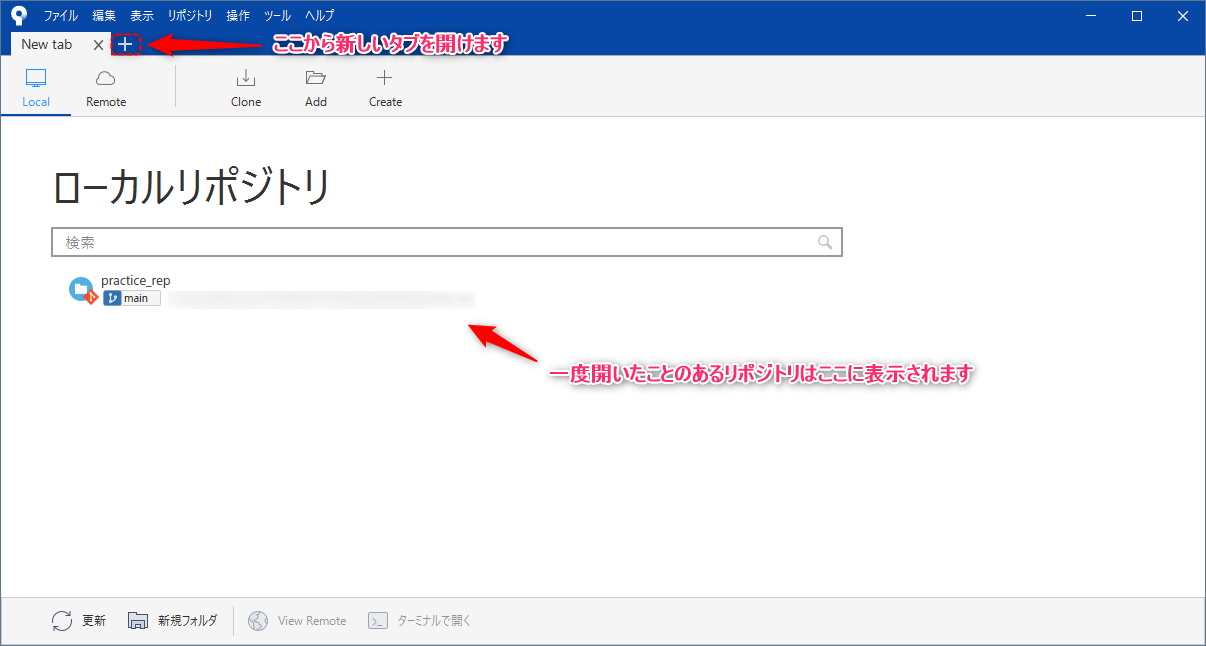 ファイル 編集 表示 リポジトリ 操作 ツール ヘルプ
New tab
ここから新しいタブを開けます
Local Remote Clone Add Create
ローカルリポジトリ
検索
practice_rep
main
一度開いたことのあるリポジトリはここに表示されます
更新 新規フォルダ View Remote ターミナルで開く